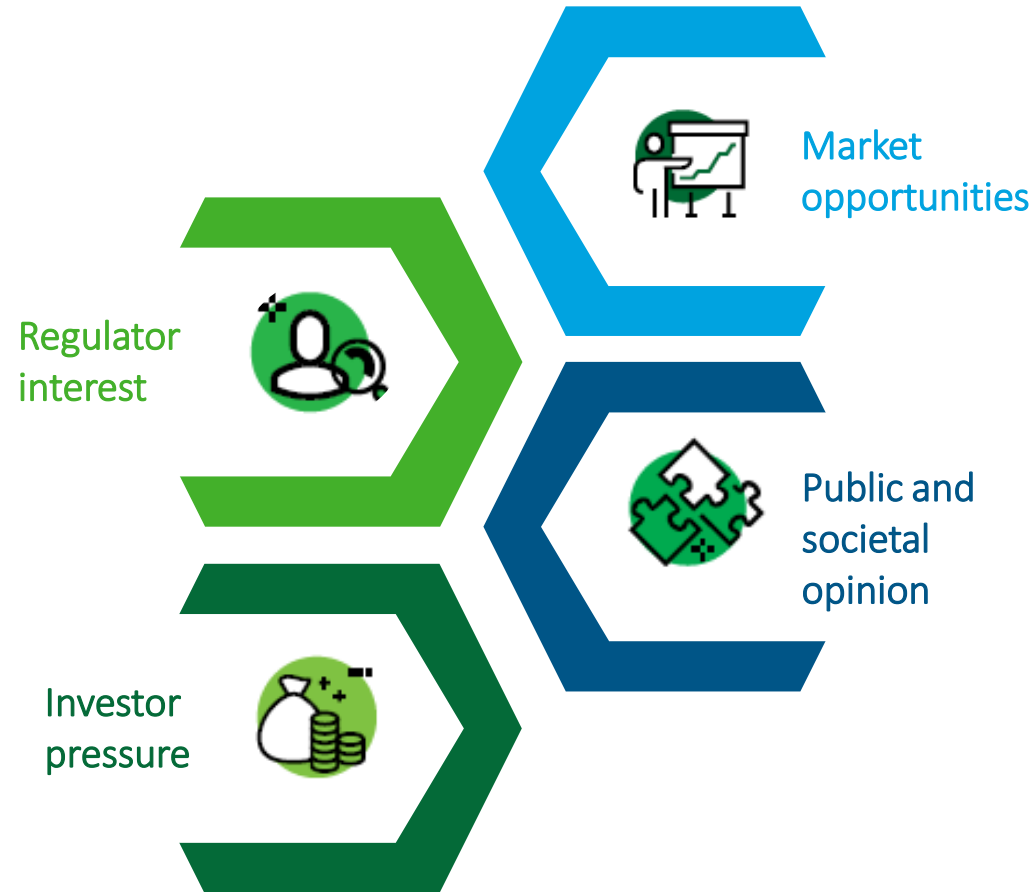 Market
opportunities
Regulator
interest
Public and
societal
opinion
Investor
pressure